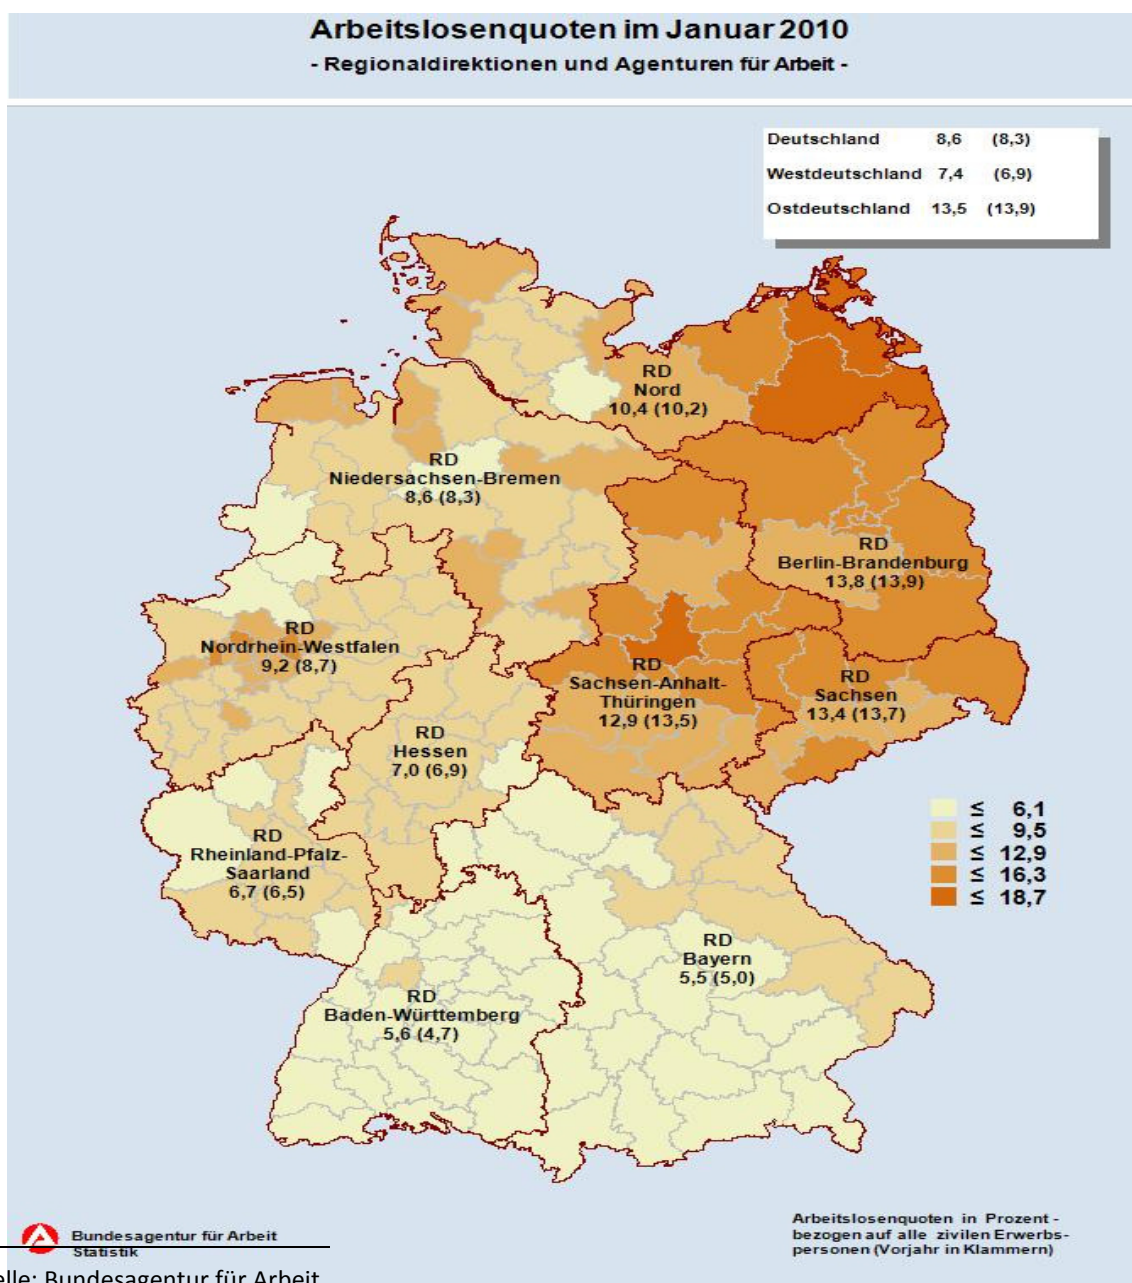 Arbeitslosenquoten im Januar 2010
- Regionaldirektionen und Agenturen für Arbeit -
Deutschland 8,6 (8,3)
Westdeutschland 7,4 (6,9)
Ostdeutschland 13,5 (13,9)
RD
Nord
10,4 (10,2)
RD
Niedersachsen-Bremen
8,6 (8,3)
RD
Berlin-Brandenburg
13,8 (13,9)
RD
Nordrhein-Westfalen
9,2 (8,7)
RD
Sachsen-Anhalt-
Thüringen
12,9 (13,5)
RD
Sachsen
13,4 (13,7)
RD
Hessen
7,0 (6,9)
RD
Rheinland-Pfalz-
Saarland
6,7 (6,5)
RD
Bayern
5,5 (5,0)
RD
Baden-Württemberg
5,6 (4,7)
≤ 6,1
≤ 9,5
≤ 12,9
≤ 16,3
≤ 18,7
Bundesagentur für Arbeit
Statistik
Arbeitslosenquoten in Prozent -
bezogen auf alle zivilen Erwerbs-
personen (Vorjahr in Klammern)
elle: Bundesagentur für Arbeit